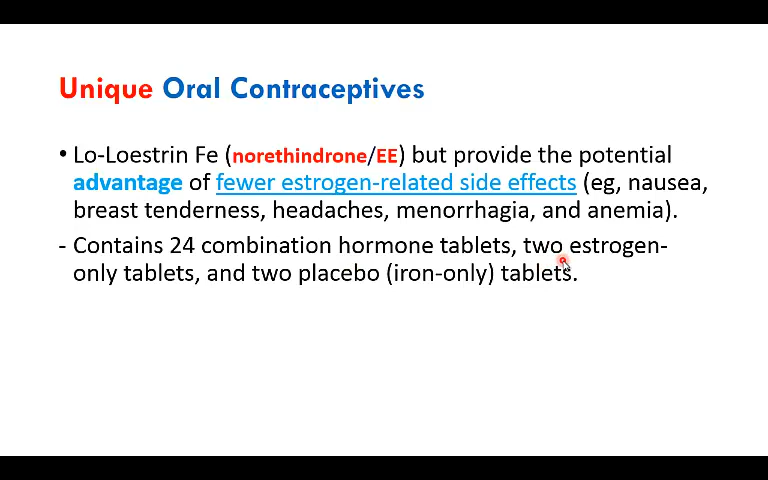 Unique Oral Contraceptives
• Lo-Loestrin Fe (norethindrone/EE) but provide the potential
advantage of fewer estrogen-related side effects (eg, nausea,
breast tenderness, headaches, menorrhagia, and anemia).
- Contains 24 combination hormone tablets, two estrogen-
only tablets, and two placebo (iron-only) tablets.